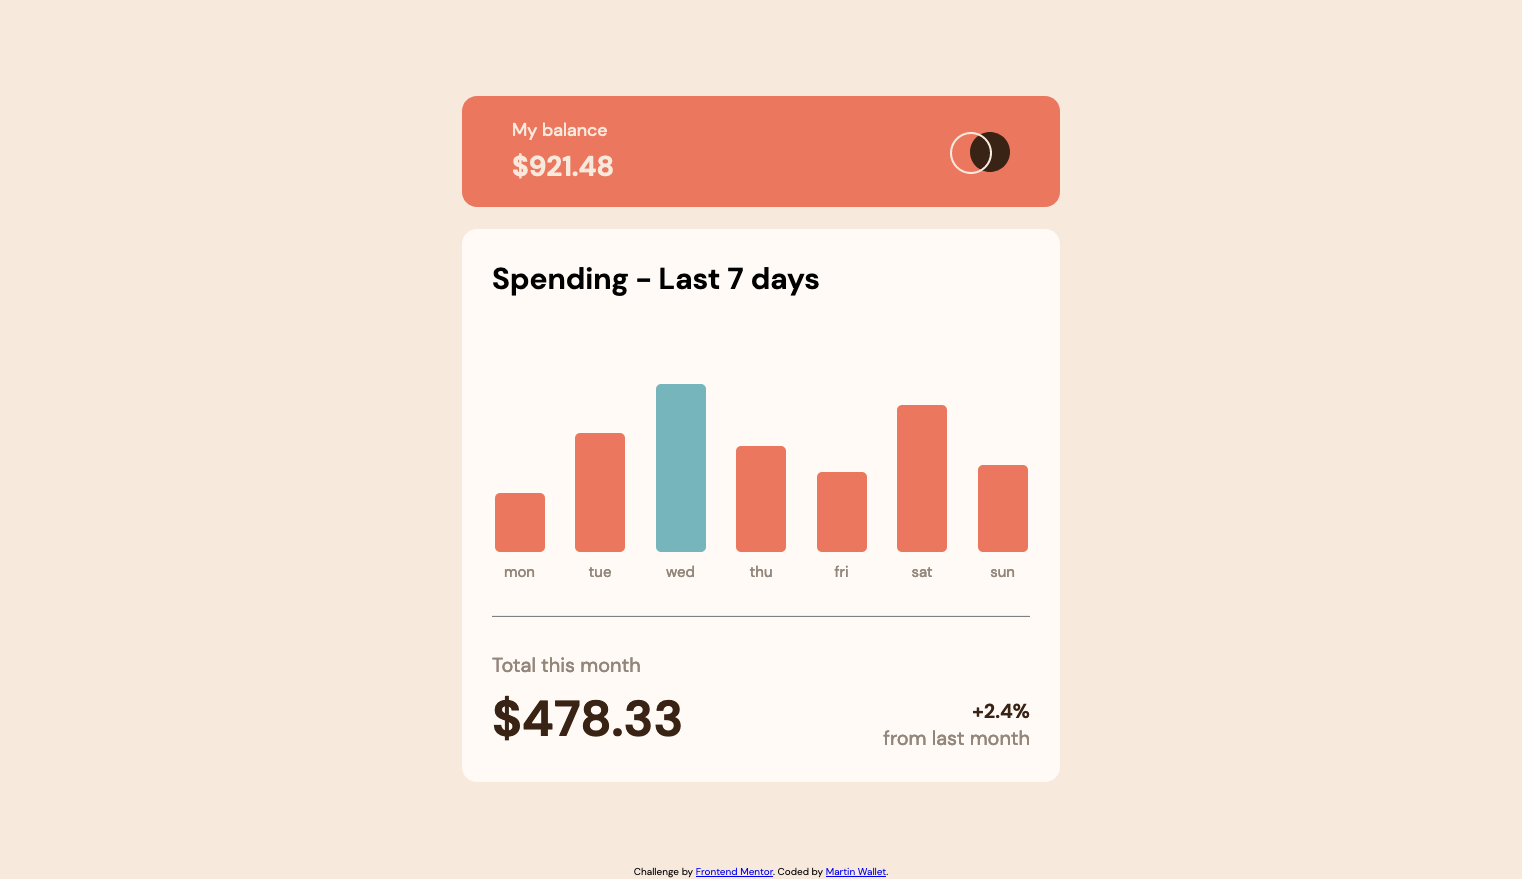 My balance
$921.48
Spending - Last 7 days
mon tue wed thu fri sat sun
Total this month
$478.33
+2.4%
from last month
Challenge by Frontend Mentor. Coded by Martin Wallet.